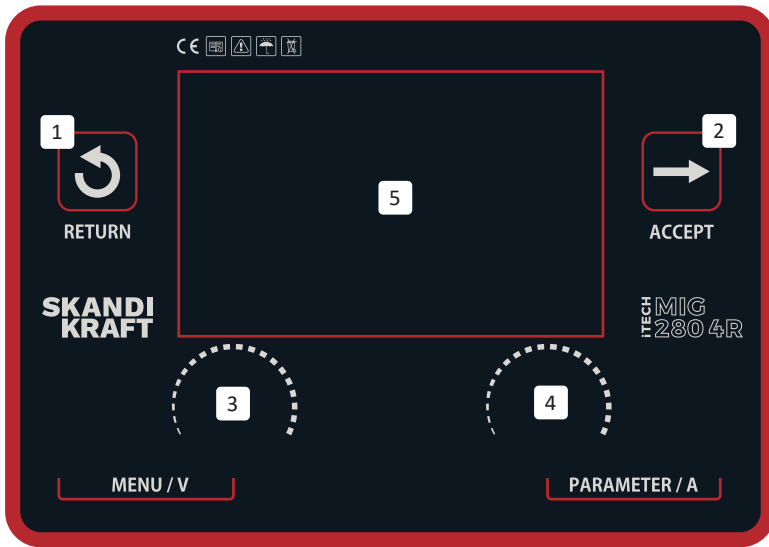 CE
1
2
5
RETURN
ACCEPT
SKANDI
KRAFT
iTECH
MIG
280 4R
3
4
MENU / V
PARAMETER / A